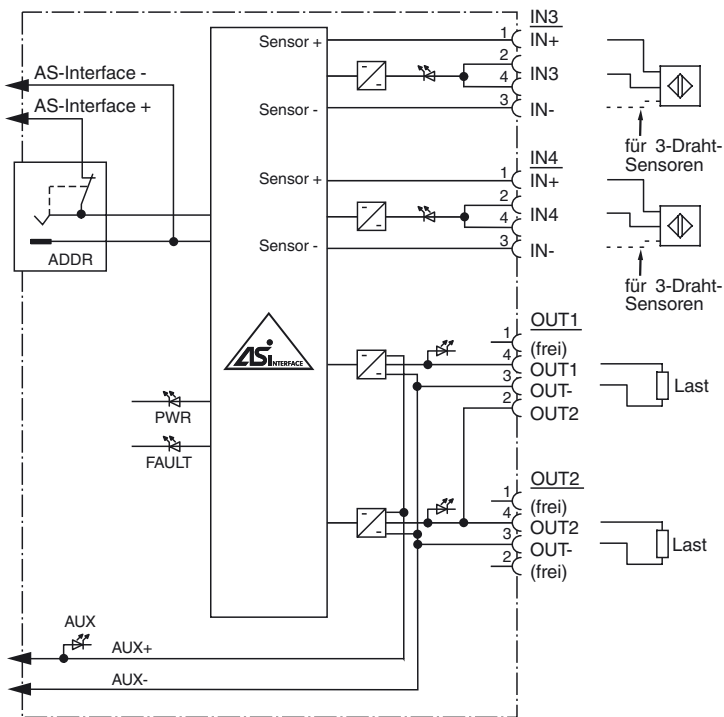 AS-Interface -
AS-Interface +
ADDR
PWR
FAULT
AUX
AUX+
AUX-
ASi INTERFACE
Sensor +
Sensor -
Sensor +
Sensor -
IN3
1 IN+
2
IN3
4
3 IN-
für 3-Draht-
Sensoren
IN4
1 IN+
2
IN4
4
3 IN-
für 3-Draht-
Sensoren
OUT1
1 (frei)
4 OUT1
3 OUT-
2 OUT2
Last
OUT2
1 (frei)
4 OUT2
3 OUT-
2 (frei)
Last